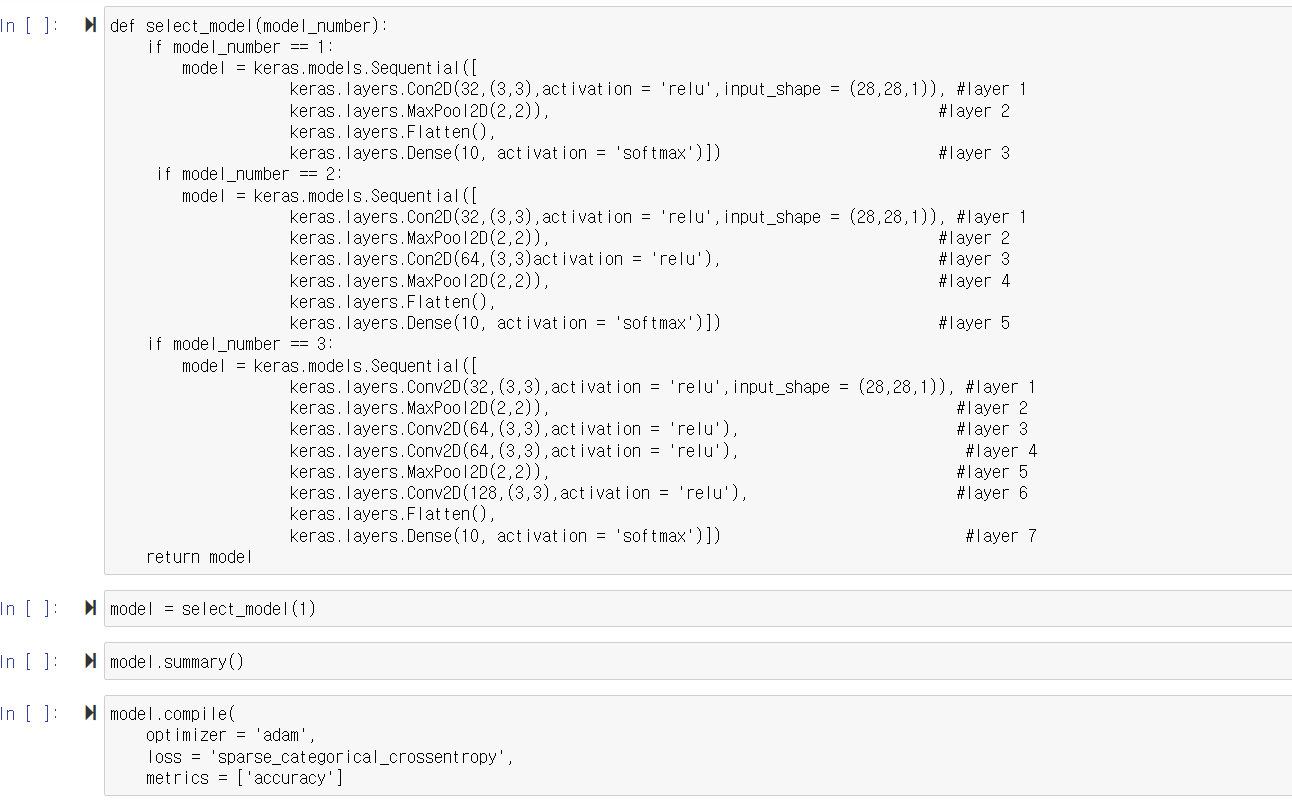 In [ ]:
def select_model(model_number):
    if model_number == 1:
        model = keras.models.Sequential([
                    keras.layers.Con2D(32,(3,3),activation = 'relu',input_shape = (28,28,1)), #layer 1
                    keras.layers.MaxPool2D(2,2)),                                           #layer 2
                    keras.layers.Flatten(),
                    keras.layers.Dense(10, activation = 'softmax')])                        #layer 3
     if model_number == 2:
        model = keras.models.Sequential([
                    keras.layers.Con2D(32,(3,3),activation = 'relu',input_shape = (28,28,1)), #layer 1
                    keras.layers.MaxPool2D(2,2)),                                           #layer 2
                    keras.layers.Con2D(64,(3,3)activation = 'relu'),                        #layer 3
                    keras.layers.MaxPool2D(2,2)),                                           #layer 4
                    keras.layers.Flatten(),
                    keras.layers.Dense(10, activation = 'softmax')])                        #layer 5
    if model_number == 3:
        model = keras.models.Sequential([
                    keras.layers.Conv2D(32,(3,3),activation = 'relu',input_shape = (28,28,1)), #layer 1
                    keras.layers.MaxPool2D(2,2)),                                             #layer 2
                    keras.layers.Conv2D(64,(3,3),activation = 'relu'),                        #layer 3
                    keras.layers.Conv2D(64,(3,3),activation = 'relu'),                         #layer 4
                    keras.layers.MaxPool2D(2,2)),                                             #layer 5
                    keras.layers.Conv2D(128,(3,3),activation = 'relu'),                       #layer 6
                    keras.layers.Flatten(),
                    keras.layers.Dense(10, activation = 'softmax')])                           #layer 7
    return model
In [ ]:
model = select_model(1)
In [ ]:
model.summary()
In [ ]:
model.compile(
    optimizer = 'adam',
    loss = 'sparse_categorical_crossentropy',
    metrics = ['accuracy']